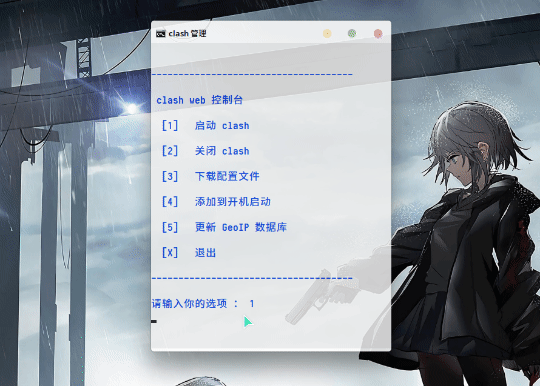 clash 管理
---------------------------------------
clash web 控制台
[1] 启动 clash
[2] 关闭 clash
[3] 下载配置文件
[4] 添加到开机启动
[5] 更新 GeoIP 数据库
[X] 退出
---------------------------------------
请输入你的选项 : 1